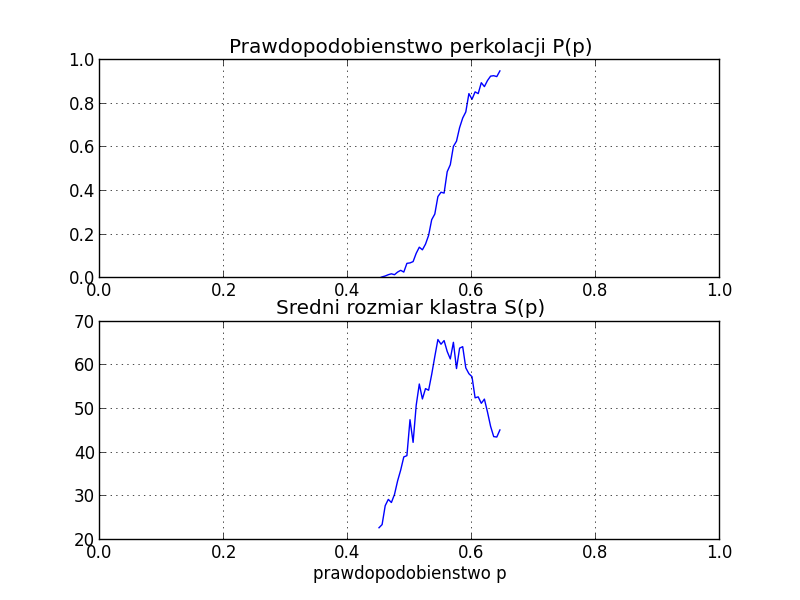 Prawdopodobienstwo perkolacji P(p)
1.0
0.8
0.6
0.4
0.2
0.0
0.0 0.2 0.4 0.6 0.8 1.0
Sredni rozmiar klastra S(p)
70
60
50
40
30
20
0.0 0.2 0.4 0.6 0.8 1.0
prawdopodobienstwo p